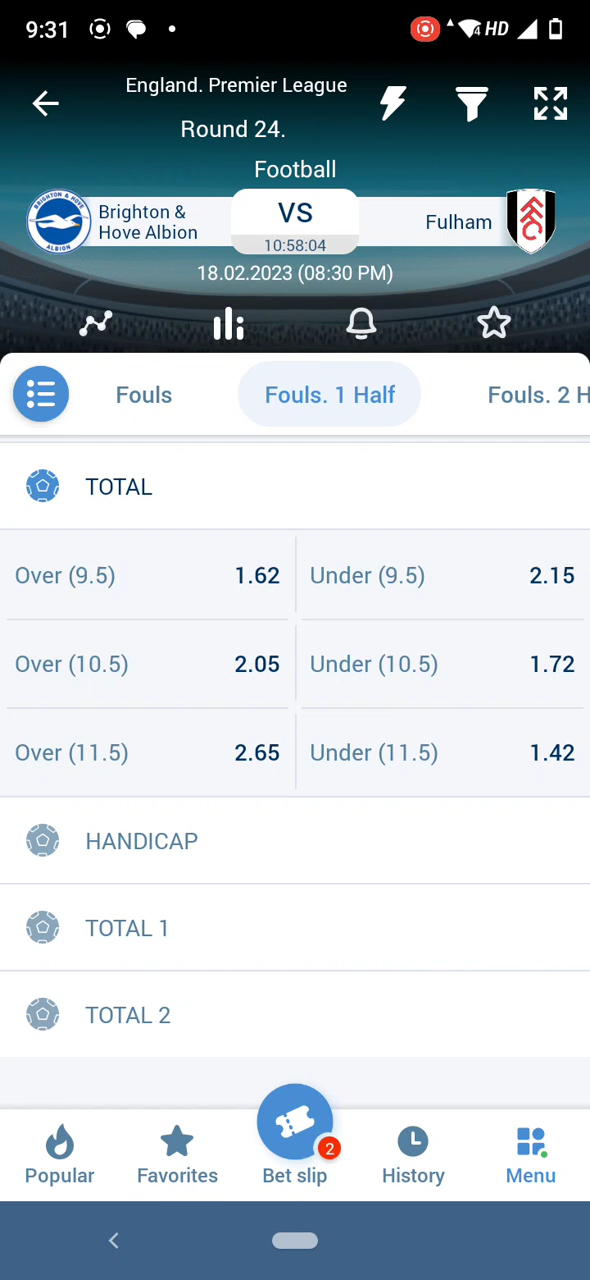 9:31
4 HD
England. Premier League
Round 24.
Football
Brighton &
Hove Albion
VS
Fulham
10:58:04
18.02.2023 (08:30 PM)
Fouls
Fouls. 1 Half
Fouls. 2 H
TOTAL
Over (9.5) 1.62 Under (9.5) 2.15
Over (10.5) 2.05 Under (10.5) 1.72
Over (11.5) 2.65 Under (11.5) 1.42
HANDICAP
TOTAL 1
TOTAL 2
2
Popular Favorites Bet slip History Menu